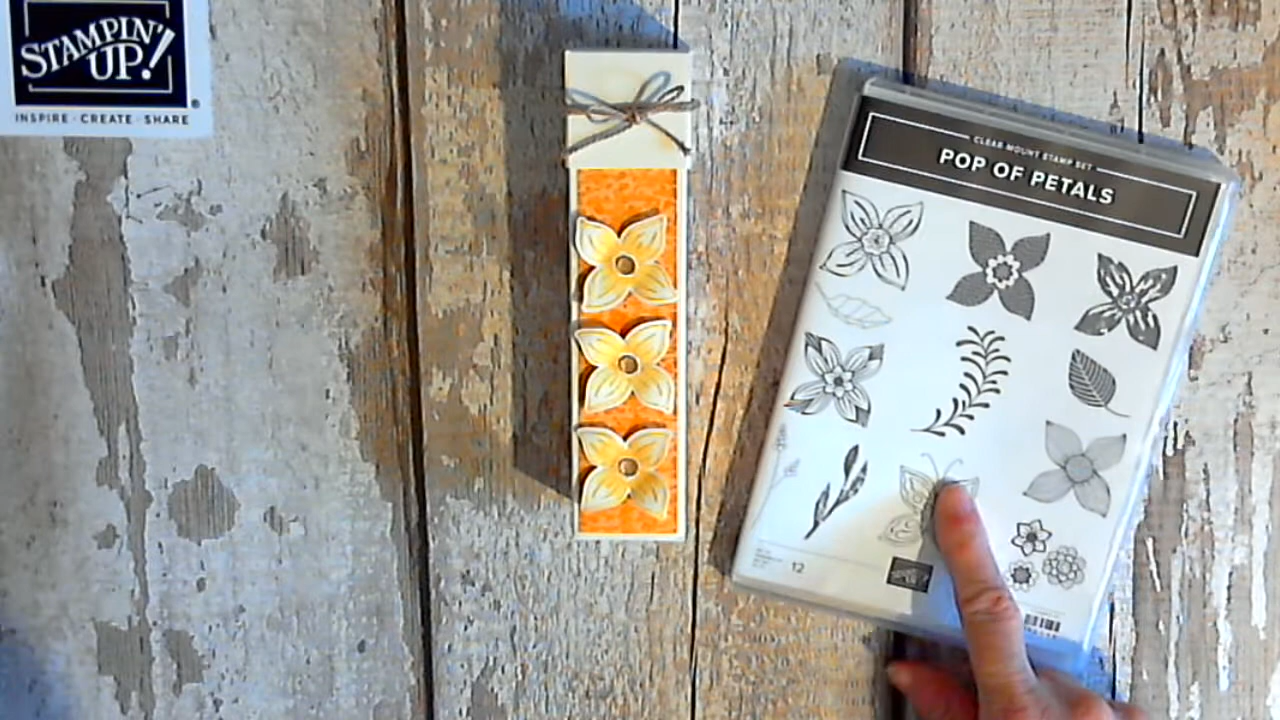 STAMPIN'
UP!®
INSPIRE · CREATE · SHARE
CLEAR-MOUNT STAMP SET
POP OF PETALS
12